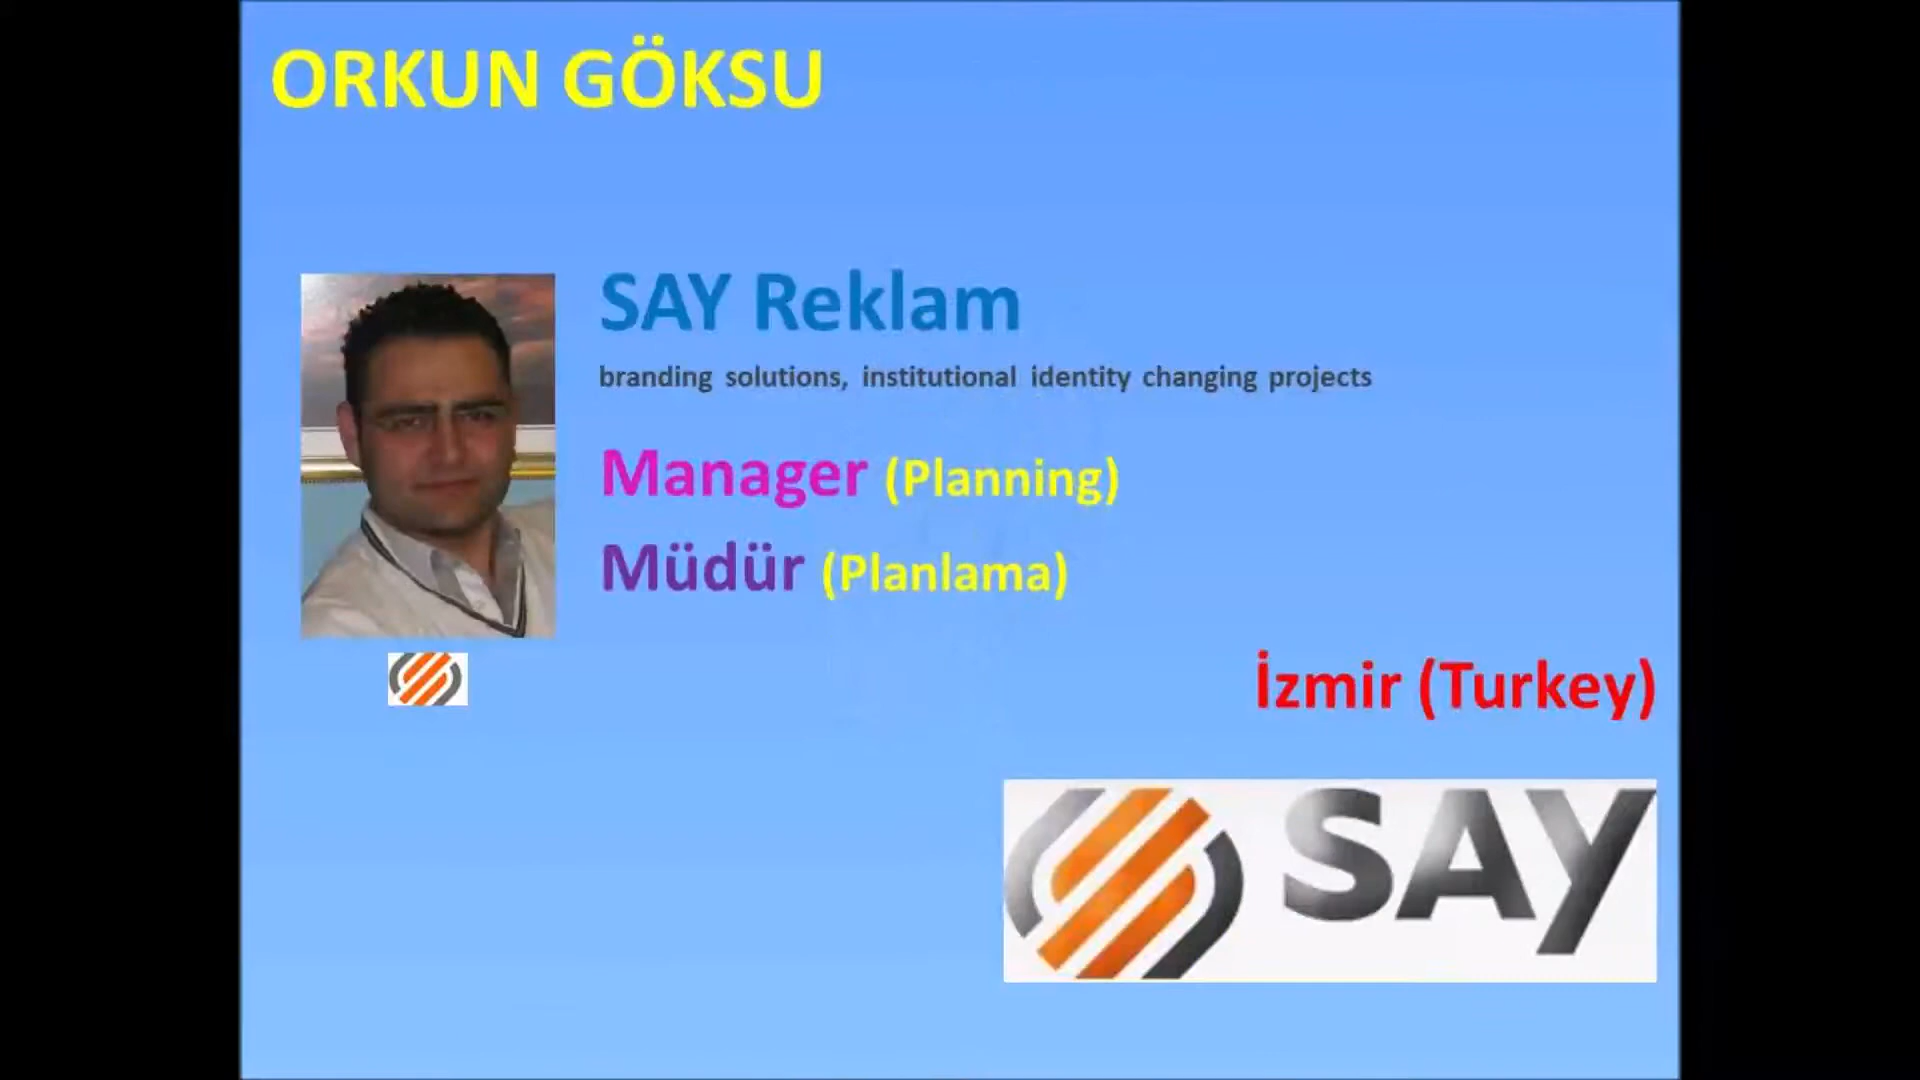 ORKUN GÖKSU
SAY Reklam
branding solutions, institutional identity changing projects
Manager (Planning)
Müdür (Planlama)
İzmir (Turkey)
SAY